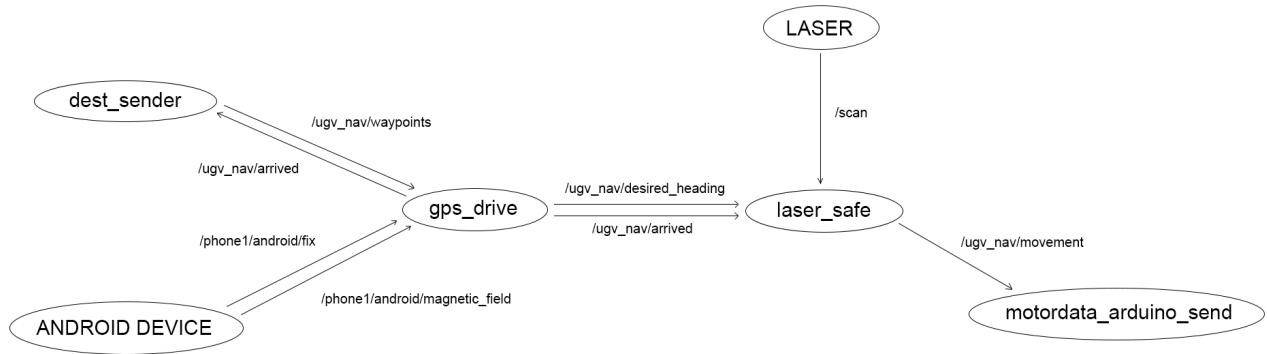 LASER
dest_sender
/scan
/ugv_nav/waypoints
/ugv_nav/arrived
/ugv_nav/desired_heading
gps_drive
laser_safe
/ugv_nav/arrived
/phone1/android/fix
/ugv_nav/movement
/phone1/android/magnetic_field
motordata_arduino_send
ANDROID DEVICE